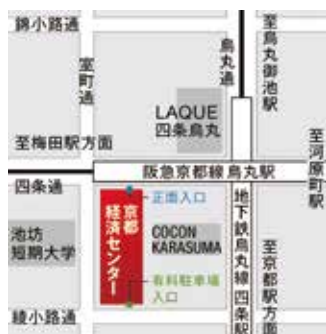 錦小路通
室町通
烏丸通
至烏丸御池駅
LAQUE
四条烏丸
至梅田駅方面
至河原町駅
阪急京都線烏丸駅
四条通
正面入口
京都
経済センター
池坊
短期大学
COCON
KARASUMA
地下鉄烏丸線四条駅
至京都駅方面
有料駐車場
入口
綾小路通